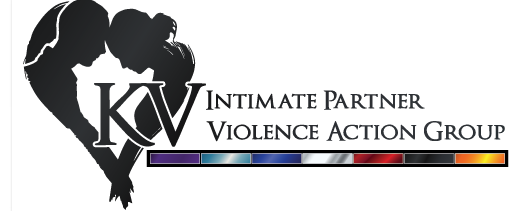 KV INTIMATE PARTNER
VIOLENCE ACTION GROUP